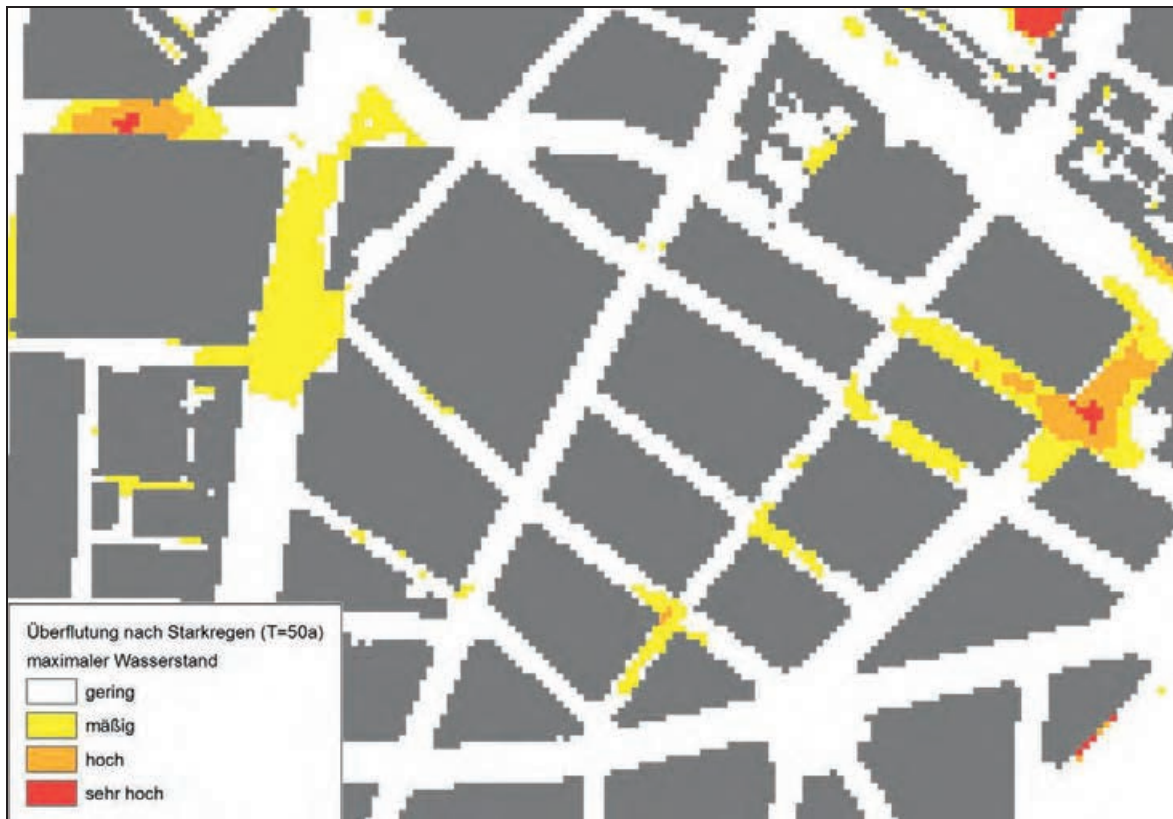 Überflutung nach Starkregen (T=50a)
maximaler Wasserstand
gering
mäßig
hoch
sehr hoch